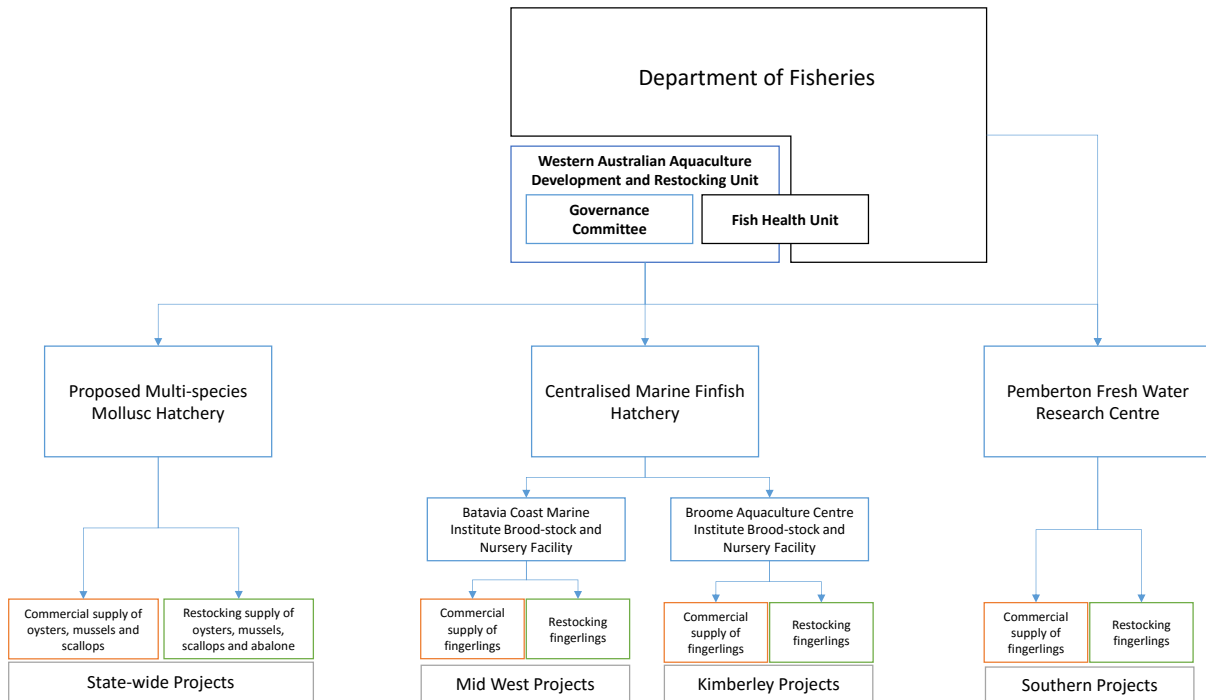 Department of Fisheries
Western Australian Aquaculture
Development and Restocking Unit
Governance
Committee
Fish Health Unit
Proposed Multi-species
Mollusc Hatchery
Centralised Marine Finfish
Hatchery
Pemberton Fresh Water
Research Centre
Batavia Coast Marine
Institute Brood-stock and
Nursery Facility
Broome Aquaculture Centre
Institute Brood-stock and
Nursery Facility
Commercial supply of
oysters, mussels and
scallops
Restocking supply of
oysters, mussels,
scallops and abalone
Commercial
supply of
fingerlings
Restocking
fingerlings
Commercial
supply of
fingerlings
Restocking
fingerlings
Commercial
supply of
fingerlings
Restocking
fingerlings
State-wide Projects
Mid West Projects
Kimberley Projects
Southern Projects